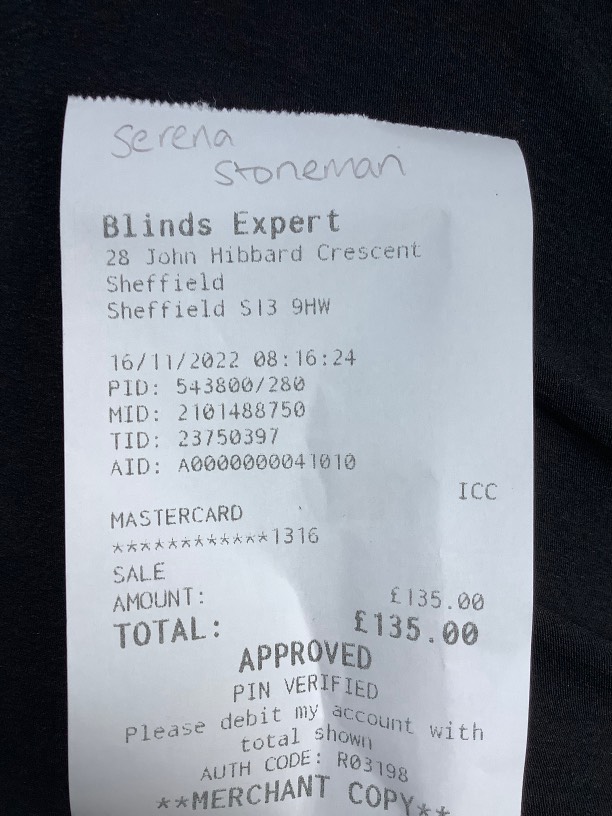 Serena
Stoneman
Blinds Expert
28 John Hibbard Crescent
Sheffield
Sheffield S13 9HW
16/11/2022 08:16:24
PID: 543800/280
MID: 2101488750
TID: 23750397
AID: A0000000041010
ICC
MASTERCARD
************1316
SALE
AMOUNT: £135.00
TOTAL: £135.00
APPROVED
PIN VERIFIED
Please debit my account with
total shown
AUTH CODE: R03198
**MERCHANT COPY**